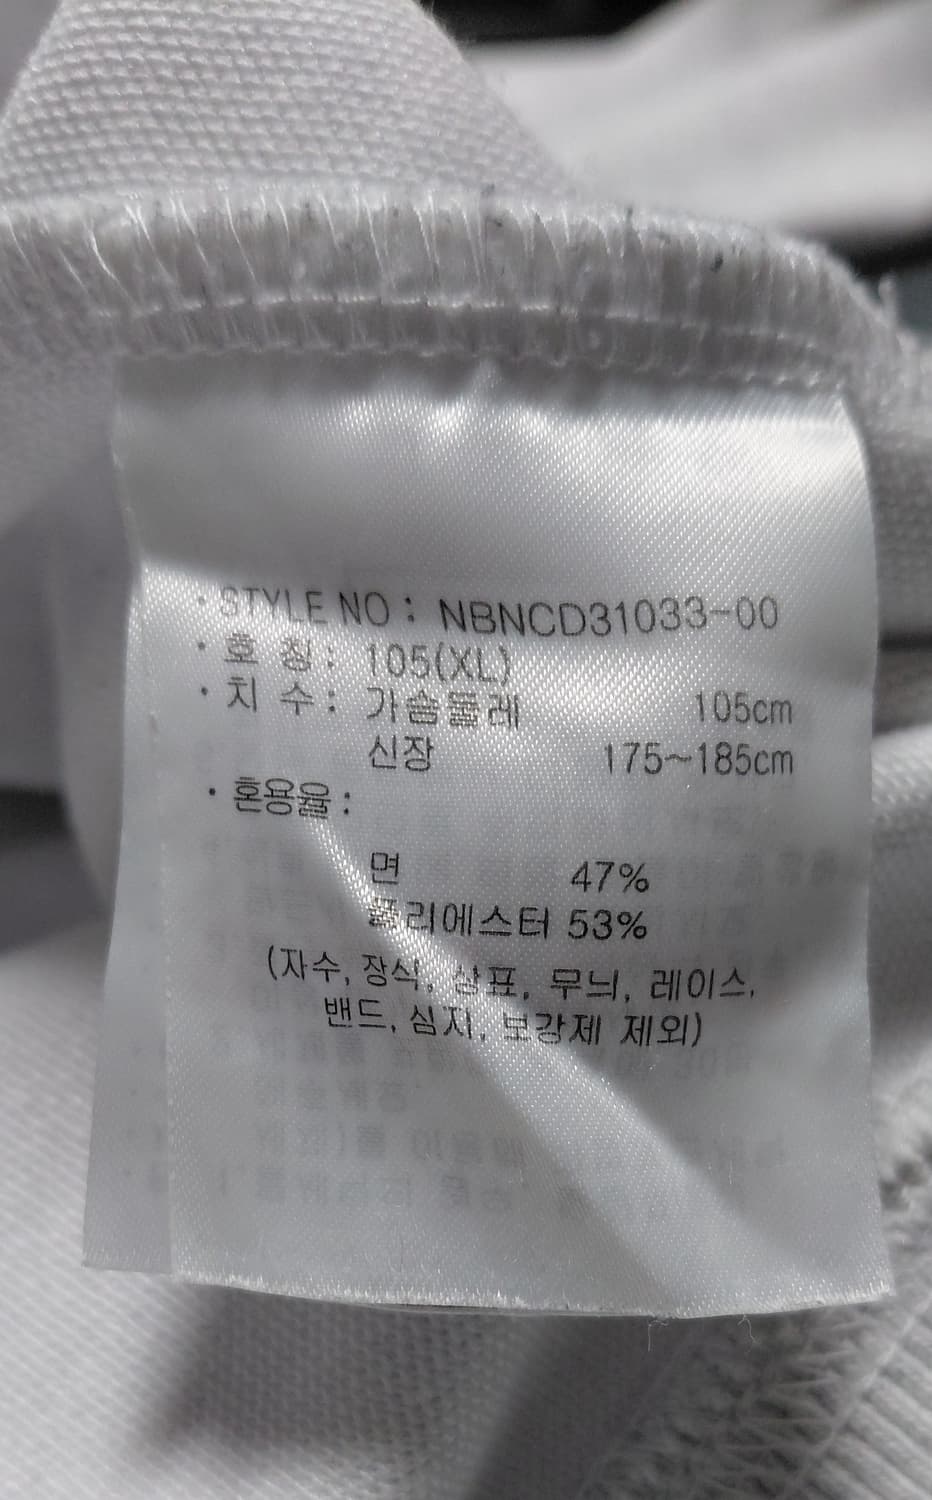 · STYLE NO : NBNCD31033-00
· 호 칭 : 105(XL)
· 치 수 : 가슴둘레 105cm
신장 175~185cm
· 혼용율 :
면 47%
폴리에스터 53%
(자수, 장식, 상표, 무늬, 레이스,
밴드, 심지, 보강제 제외)